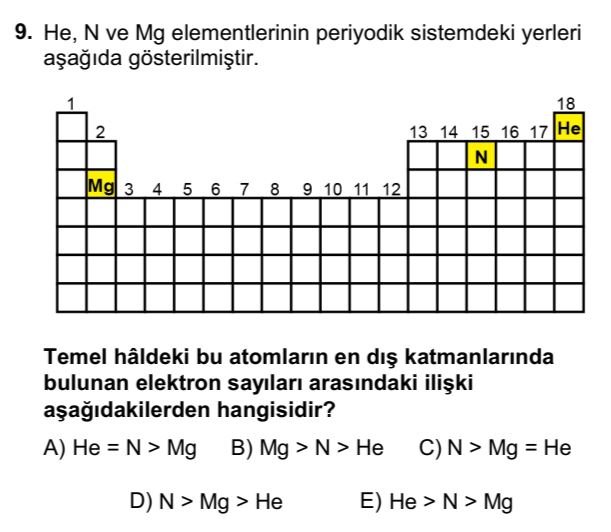 9. He, N ve Mg elementlerinin periyodik sistemdeki yerleri
aşağıda gösterilmiştir.
1 18
2 13 14 15 16 17 He
N
Mg 3 4 5 6 7 8 9 10 11 12
Temel hâldeki bu atomların en dış katmanlarında
bulunan elektron sayıları arasındaki ilişki
aşağıdakilerden hangisidir?
A) He = N > Mg B) Mg > N > He C) N > Mg = He
D) N > Mg > He E) He > N > Mg